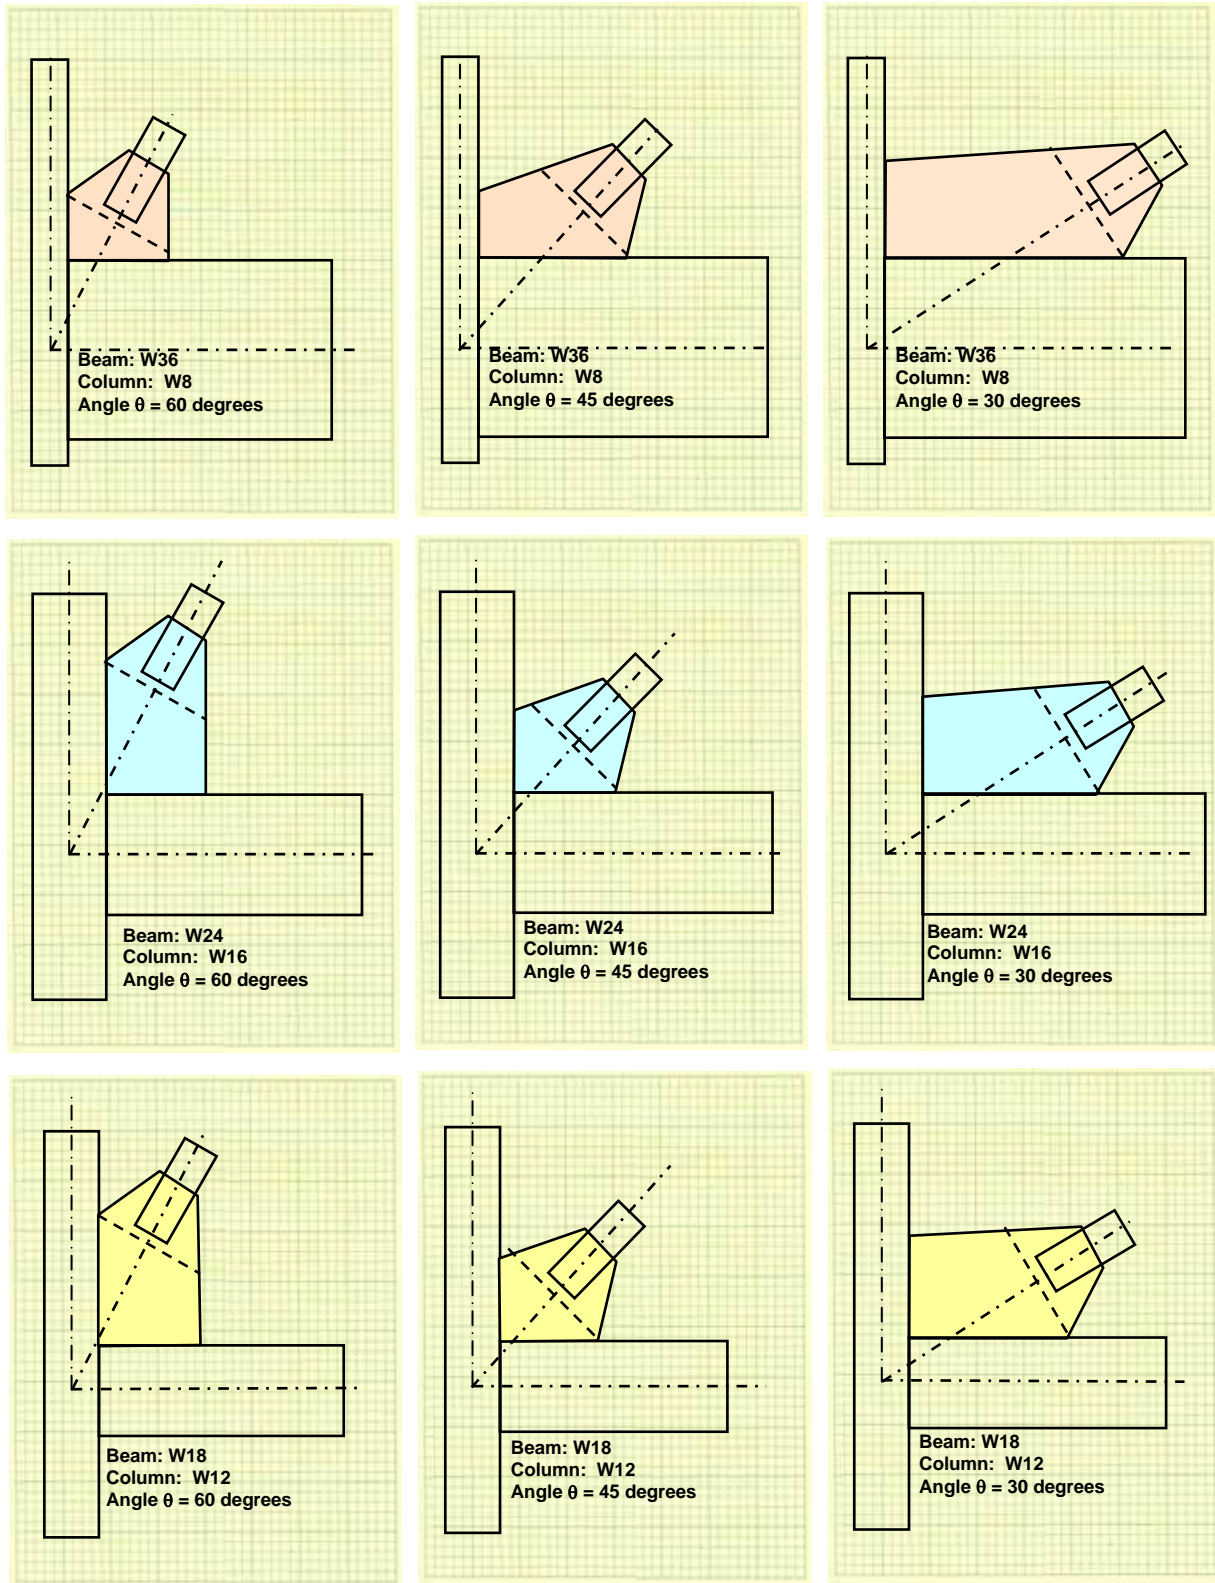 Beam: W36
Column:  W8
Angle θ = 60 degrees
Beam: W36
Column:  W8
Angle θ = 45 degrees
Beam: W36
Column:  W8
Angle θ = 30 degrees
Beam: W24
Column:  W16
Angle θ = 60 degrees
Beam: W24
Column:  W16
Angle θ = 45 degrees
Beam: W24
Column:  W16
Angle θ = 30 degrees
Beam: W18
Column:  W12
Angle θ = 60 degrees
Beam: W18
Column:  W12
Angle θ = 45 degrees
Beam: W18
Column:  W12
Angle θ = 30 degrees